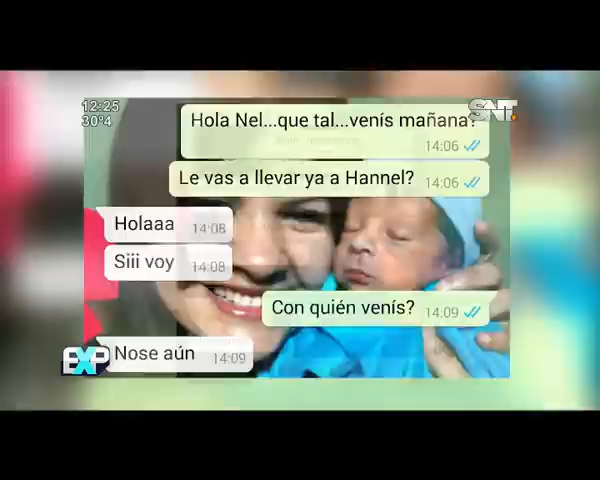 12:25
30°4
SNT.
Hola Nel...que tal...venís mañana?
14:06
Le vas a llevar ya a Hannel?
14:06
Holaaa
14:08
Siii voy
14:08
Con quién venís?
14:09
EXP
Nose aún
14:09